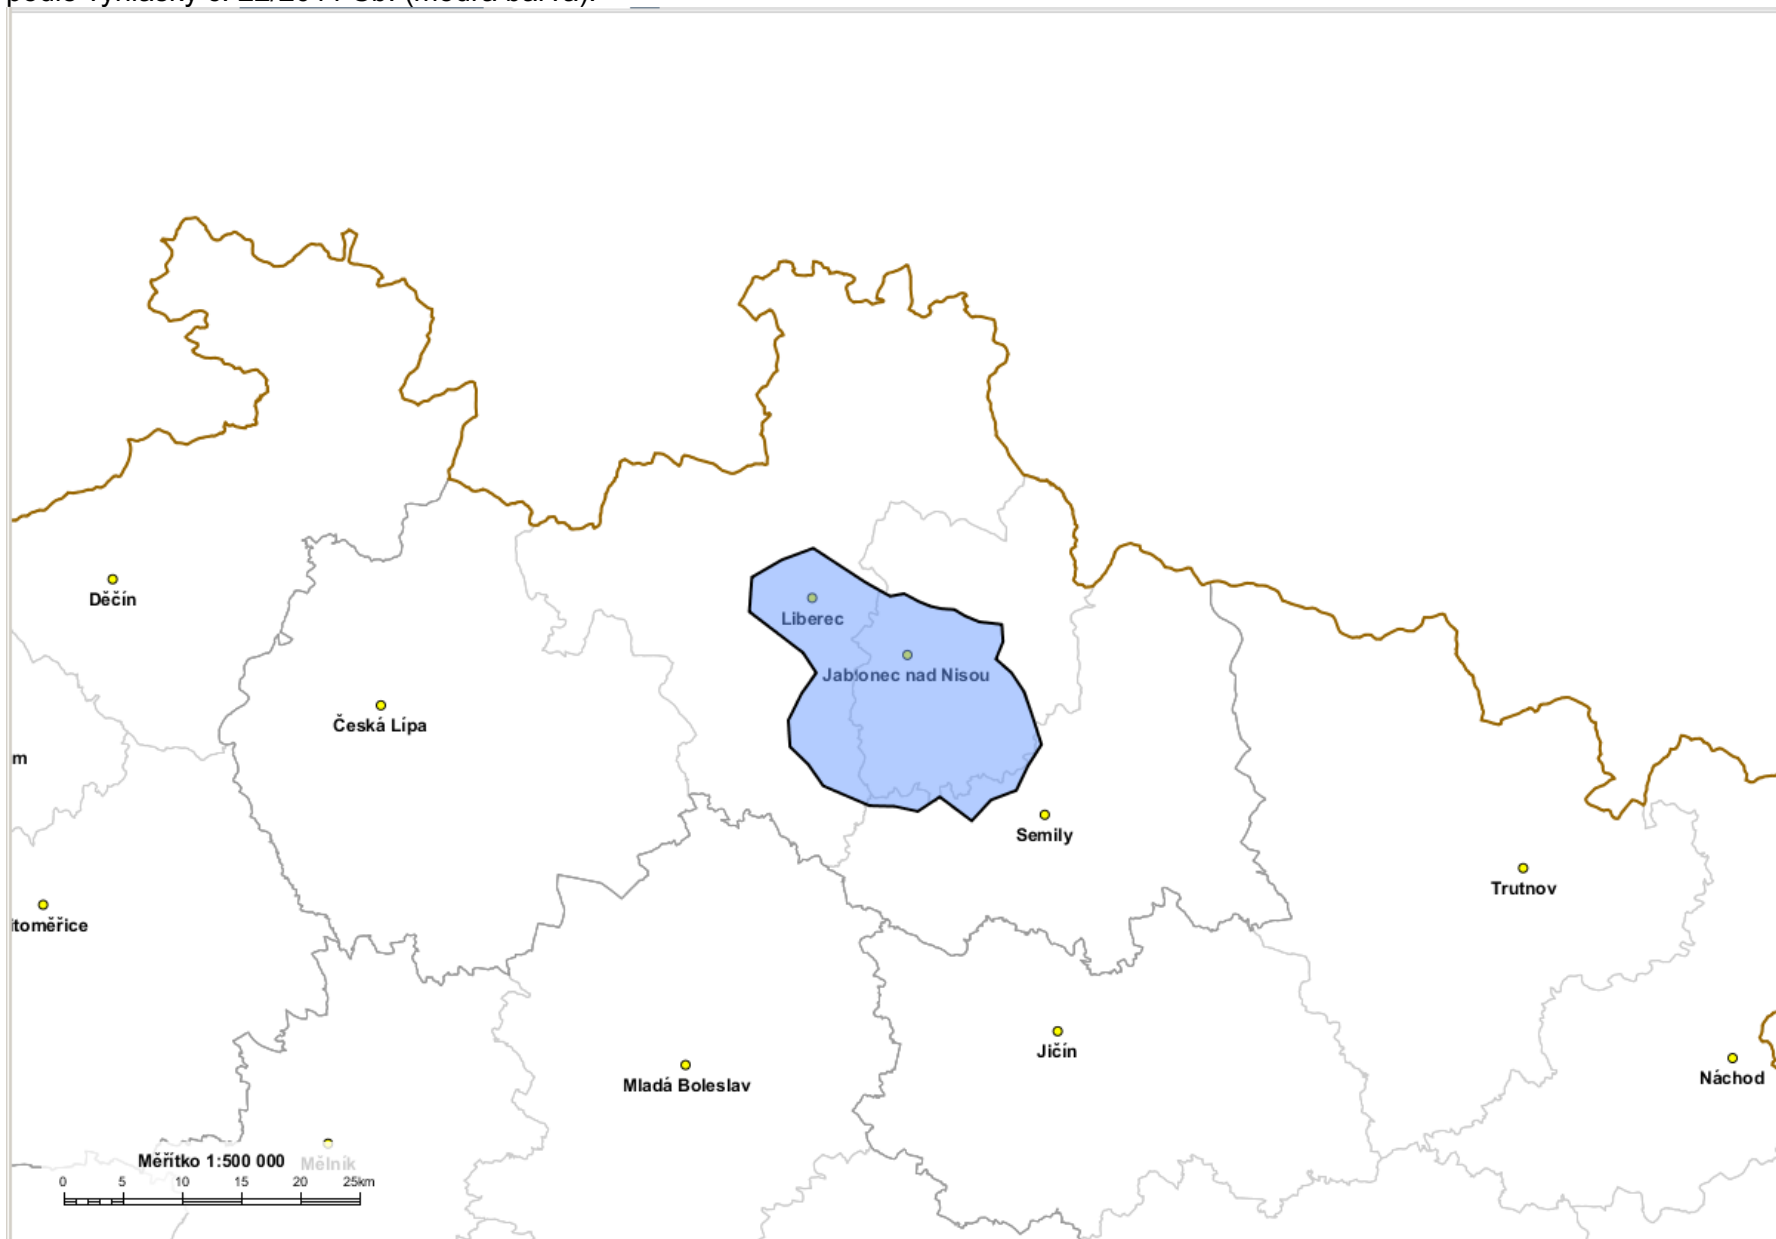 Děčín
Liberec
Jablonec nad Nisou
Česká Lípa
m
Semily
Trutnov
itoměřice
Jičín
Mladá Boleslav
Náchod
Měřítko 1:500 000
Mělník
0 5 10 15 20 25km